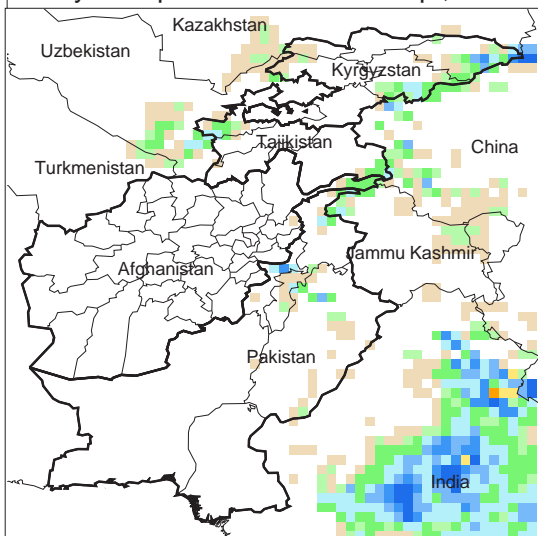 Kazakhstan
Uzbekistan
Kyrgyzstan
Tajikistan
China
Turkmenistan
Jammu Kashmir
Afghanistan
Pakistan
India